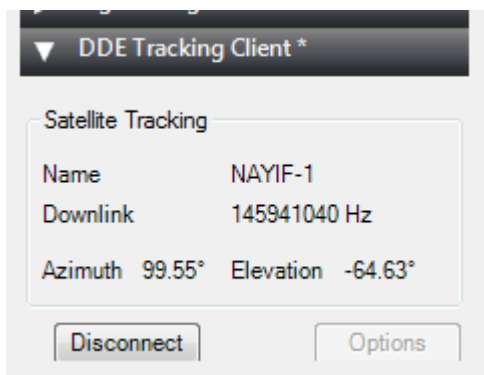 DDE Tracking Client *
Satellite Tracking
Name NAYIF-1
Downlink 145941040 Hz
Azimuth 99.55° Elevation -64.63°
Disconnect Options